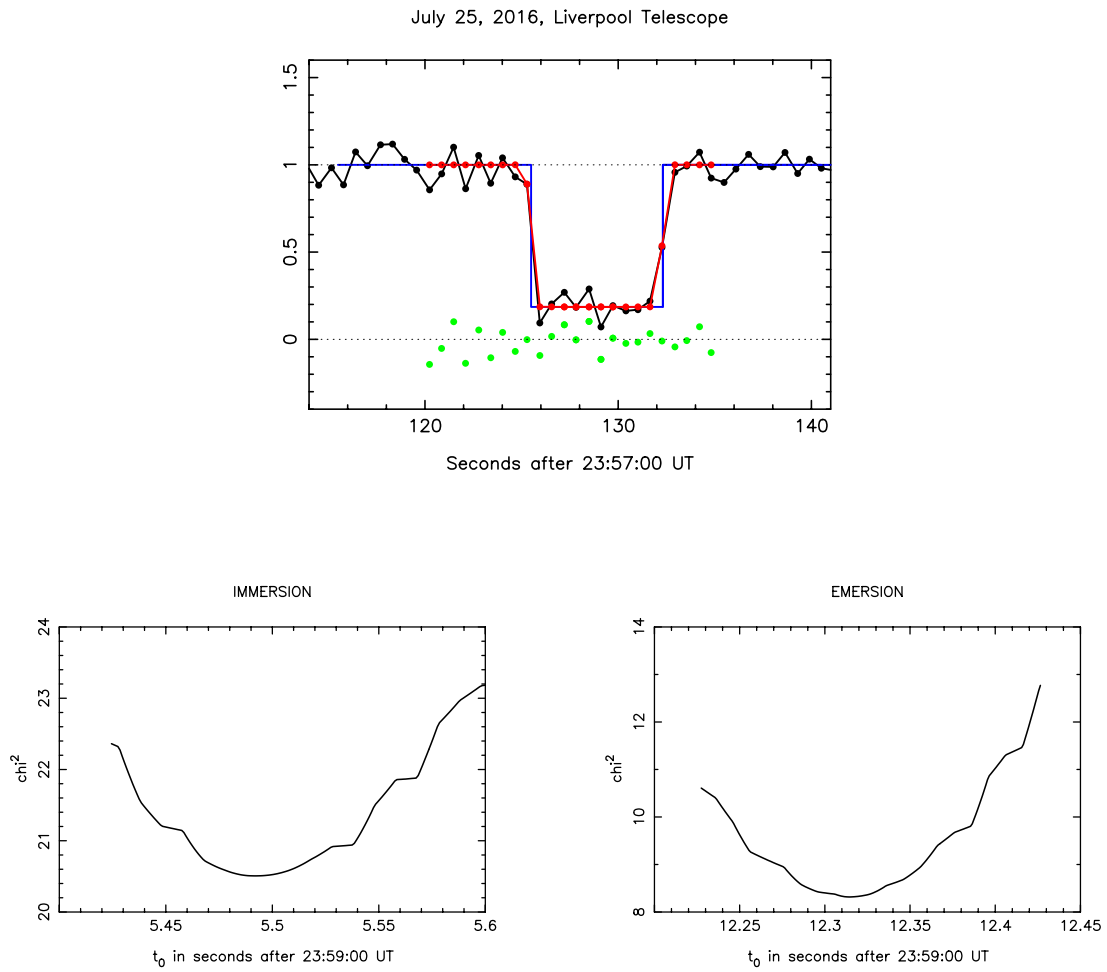 July 25, 2016, Liverpool Telescope
1.5
1
0.5
0
120 130 140
Seconds after 23:57:00 UT
IMMERSION
24
23
22
21
20
chi²
5.45 5.5 5.55 5.6
t₀ in seconds after 23:59:00 UT
EMERSION
14
12
10
8
chi²
12.25 12.3 12.35 12.4 12.45
t₀ in seconds after 23:59:00 UT